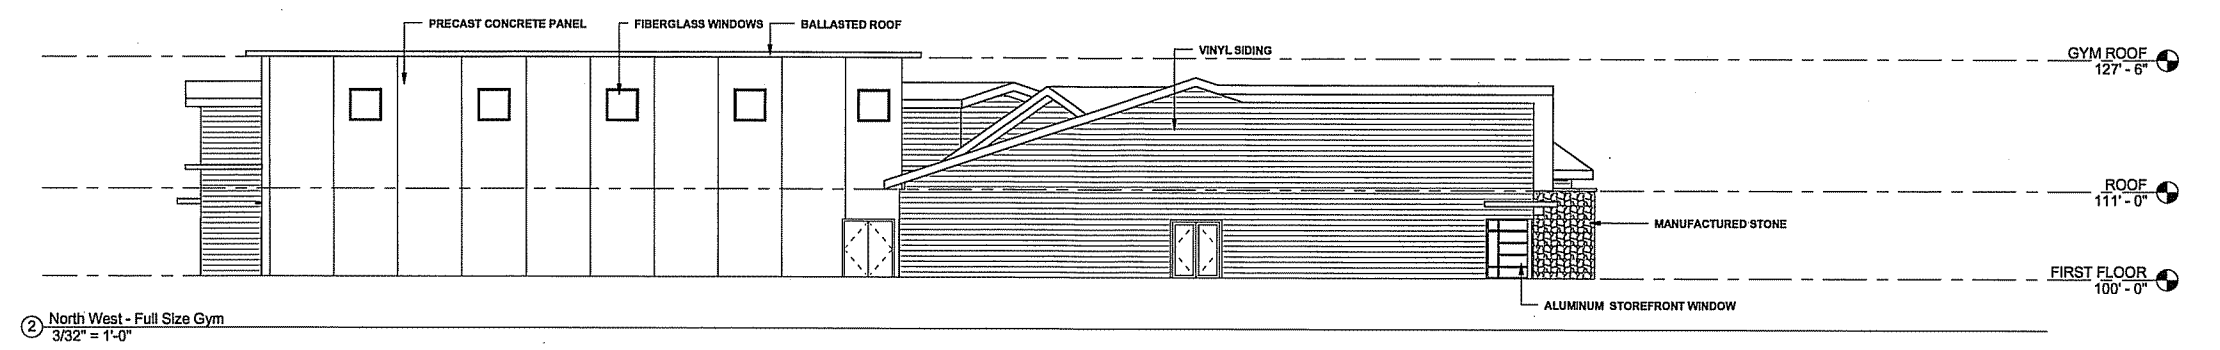 PRECAST CONCRETE PANEL
FIBERGLASS WINDOWS
BALLASTED ROOF
VINYL SIDING
GYM ROOF
127' - 6"
ROOF
111' - 0"
MANUFACTURED STONE
FIRST FLOOR
100' - 0"
ALUMINUM STOREFRONT WINDOW
2 North West - Full Size Gym
3/32" = 1'-0"